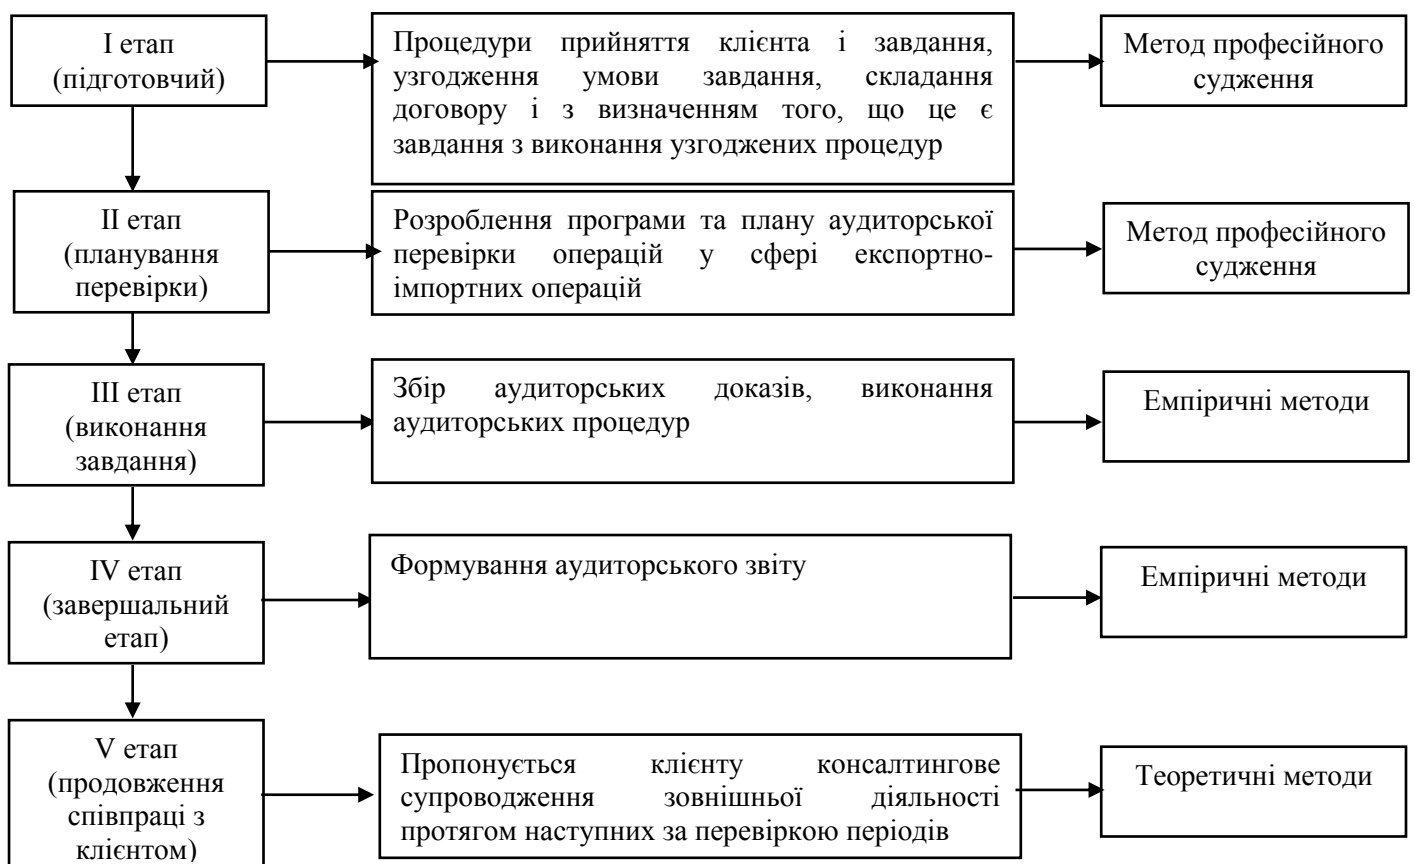 І етап
(підготовчий)
Процедури прийняття клієнта і завдання,
узгодження умови завдання, складання
договору і з визначенням того, що це є
завдання з виконання узгоджених процедур
Метод професійного
судження
ІІ етап
(планування
перевірки)
Розроблення програми та плану аудиторської
перевірки операцій у сфері експортно-
імпортних операцій
Метод професійного
судження
ІІІ етап
(виконання
завдання)
Збір аудиторських доказів, виконання
аудиторських процедур
Емпіричні методи
IV етап
(завершальний
етап)
Формування аудиторського звіту
Емпіричні методи
V етап
(продовження
співпраці з
клієнтом)
Пропонується клієнту консалтингове
супроводження зовнішньої діяльності
протягом наступних за перевіркою періодів
Теоретичні методи